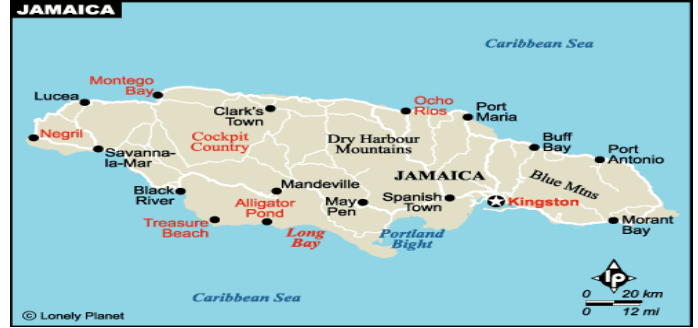 JAMAICA
Caribbean Sea
Montego
Bay
Lucea
Clark's
Town
Ocho
Rios
Port
Maria
Negril
Cockpit
Country
Dry Harbour
Mountains
Buff
Bay
Port
Antonio
Savanna-
la-Mar
JAMAICA
Blue Mtns
Black
River
Mandeville
Alligator
Pond
May
Pen
Spanish
Town
Kingston
Treasure
Beach
Long
Bay
Portland
Bight
Morant
Bay
Caribbean Sea
lp
0 20 km
0 12 mi
© Lonely Planet